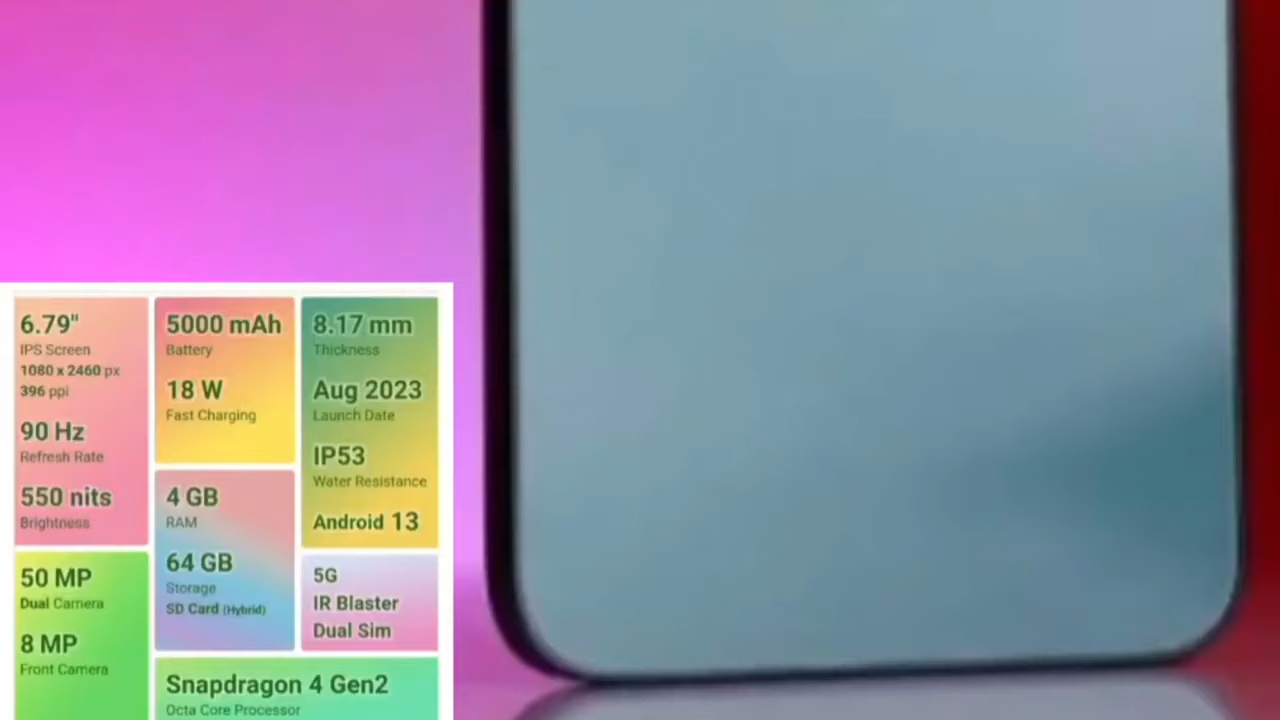 6.79"
IPS Screen
1080 x 2460 px
396 ppi
90 Hz
Refresh Rate
550 nits
Brightness
50 MP
Dual Camera
8 MP
Front Camera
5000 mAh
Battery
18 W
Fast Charging
4 GB
RAM
64 GB
Storage
SD Card (Hybrid)
8.17 mm
Thickness
Aug 2023
Launch Date
IP53
Water Resistance
Android 13
5G
IR Blaster
Dual Sim
Snapdragon 4 Gen2
Octa Core Processor